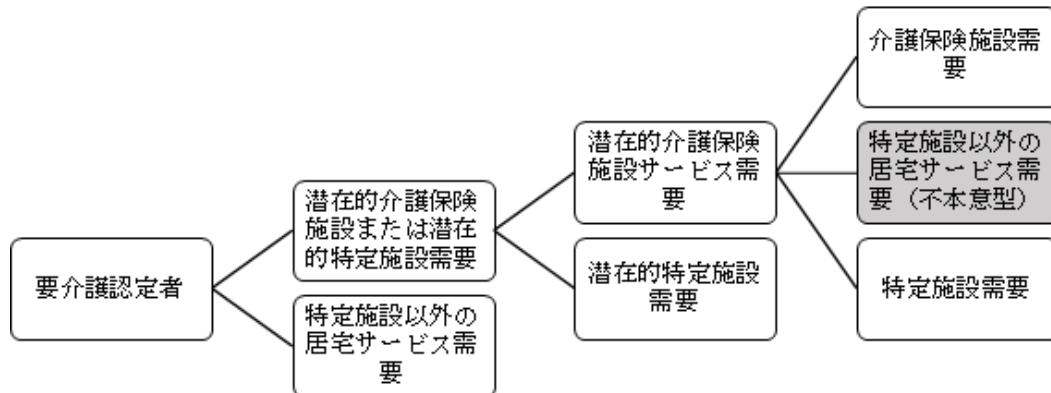 要介護認定者
潜在的介護保険
施設または潜在
的特定施設需要
特定施設以外の
居宅サービス需
要
潜在的介護保険
施設サービス需
要
潜在的特定施設
需要
介護保険施設需
要
特定施設以外の
居宅サービス需
要（不本意型）
特定施設需要